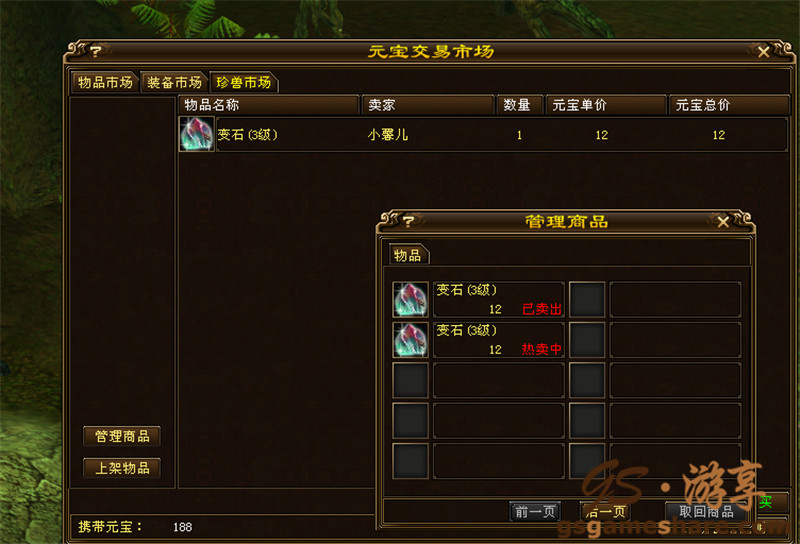 元宝交易市场
物品市场 装备市场 珍兽市场
物品名称 卖家 数量 元宝单价 元宝总价
变石(3级) 小馨儿 1 12 12
管理商品
物品
变石(3级)
12 已卖出
变石(3级)
12 热卖中
管理商品
上架物品
前一页 后一页 取回商品 买
携带元宝： 188
GS·游享
gsgameshare.com